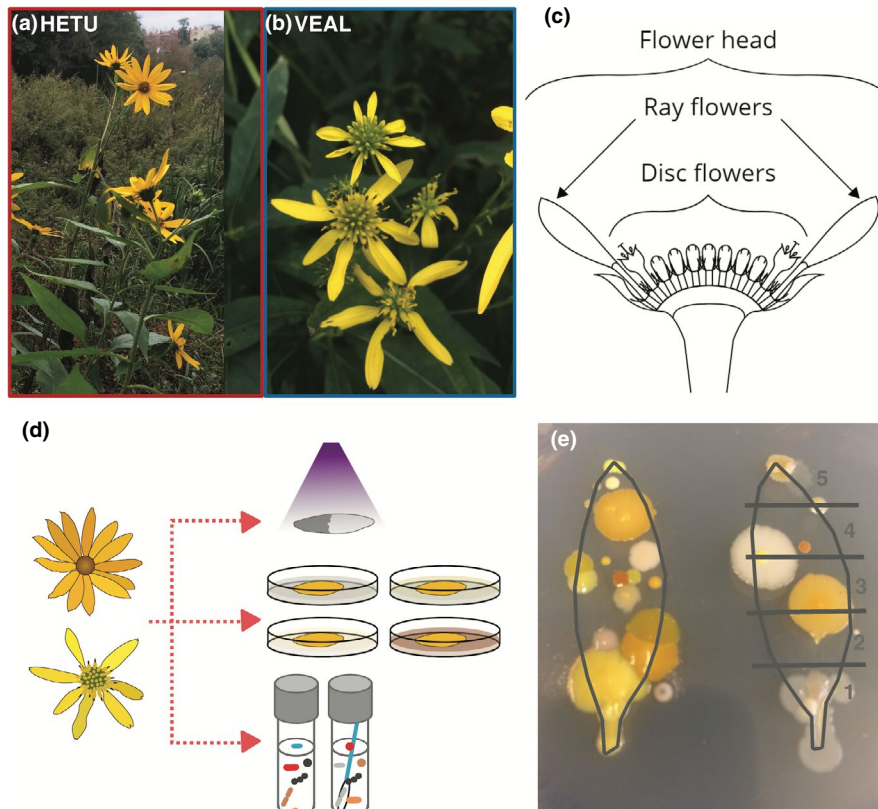 (a) HETU
(b) VEAL
(c)
Flower head
Ray flowers
Disc flowers
(d)
(e)
5
4
3
2
1